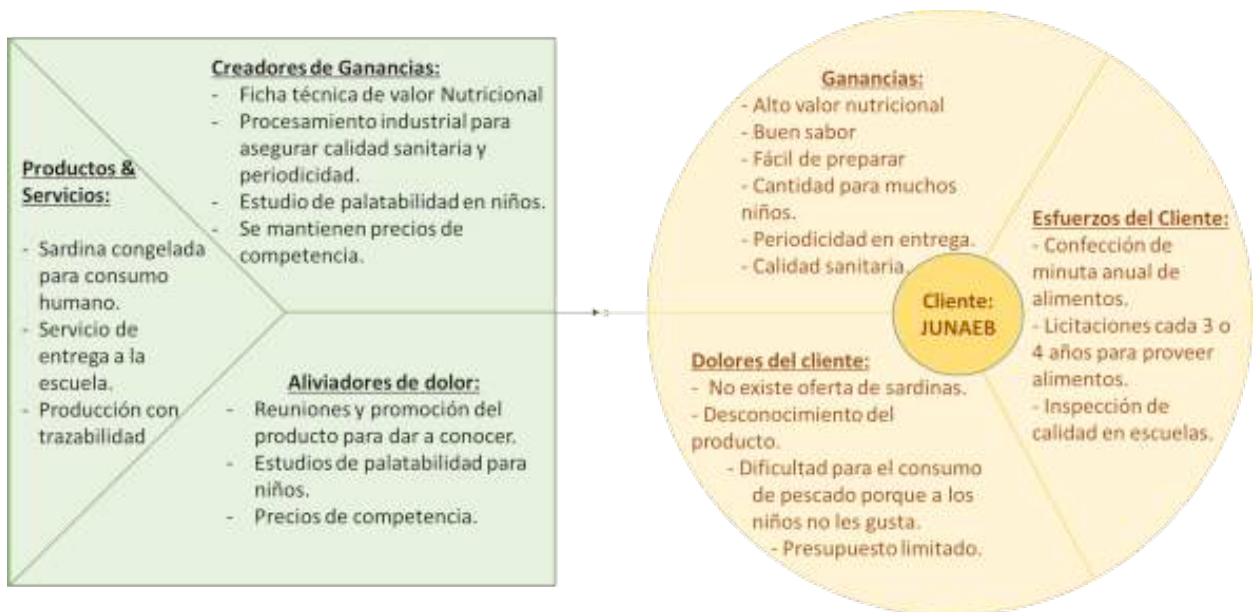 Productos &
Servicios:
- Sardina congelada
para consumo
humano.
- Servicio de
entrega a la
escuela.
- Producción con
trazabilidad
Creadores de Ganancias:
- Ficha técnica de valor Nutricional
- Procesamiento industrial para
asegurar calidad sanitaria y
periodicidad.
- Estudio de palatabilidad en niños.
- Se mantienen precios de
competencia.
Aliviadores de dolor:
- Reuniones y promoción del
producto para dar a conocer.
- Estudios de palatabilidad para
niños.
- Precios de competencia.
Ganancias:
- Alto valor nutricional
- Buen sabor
- Fácil de preparar
- Cantidad para muchos
niños.
- Periodicidad en entrega.
- Calidad sanitaria.
Cliente:
JUNAEB
Dolores del cliente:
- No existe oferta de sardinas.
- Desconocimiento del
producto.
- Dificultad para el consumo
de pescado porque a los
niños no les gusta.
- Presupuesto limitado.
Esfuerzos del Cliente:
- Confección de
minuta anual de
alimentos.
- Licitaciones cada 3 o
4 años para proveer
alimentos.
- Inspección de
calidad en escuelas.